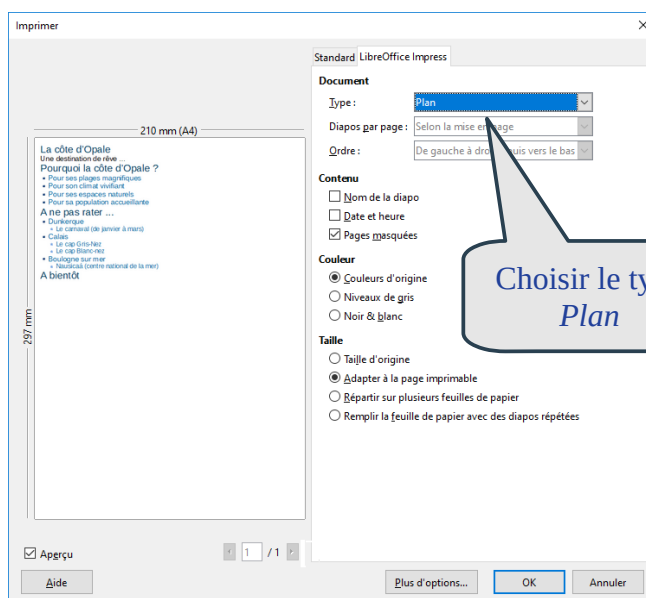 Imprimer
Standard LibreOffice Impress
Document
Type : Plan
Diapos par page : Selon la mise en page
Ordre : De gauche à droite puis vers le bas
Contenu
Nom de la diapo
Date et heure
Pages masquées
Couleur
Couleurs d'origine
Niveaux de gris
Noir & blanc
Taille
Taille d'origine
Adapter à la page imprimable
Répartir sur plusieurs feuilles de papier
Remplir la feuille de papier avec des diapos répétées
Choisir le ty
Plan
210 mm (A4)
297 mm
La côte d'Opale
Une destination de rêve ...
Pourquoi la côte d'Opale ?
• Pour ses plages magnifiques
• Pour son climat vivifiant
• Pour ses espaces naturels
• Pour sa population accueillante
A ne pas rater ...
• Dunkerque
• Le carnaval (de janvier à mars)
• Calais
• Le cap Gris-Nez
• Le cap Blanc-nez
• Boulogne sur mer
• Nausicaà (centre national de la mer)
A bientôt
Aperçu
1 / 1
Aide
Plus d'options...
OK
Annuler